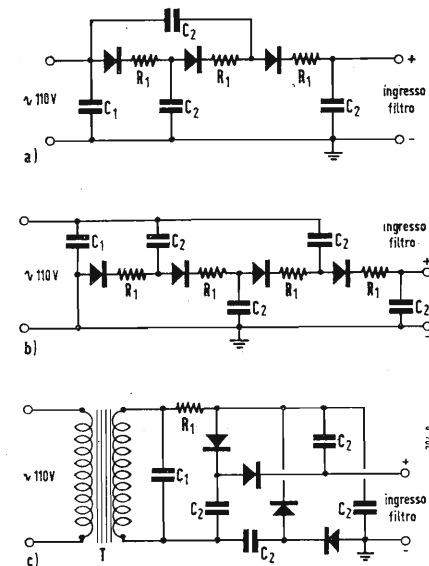 C2
R1
R1
R1
+
∿ 110V
C1
C2
C2
ingresso
filtro
−
a)
C1
C2
C2
ingresso
filtro
∿ 110V
+
R1
R1
R1
R1
C2
C2
−
b)
R1
C2
∿ 110V
C1
+
C2
C2
ingresso
filtro
C2
−
c)
T